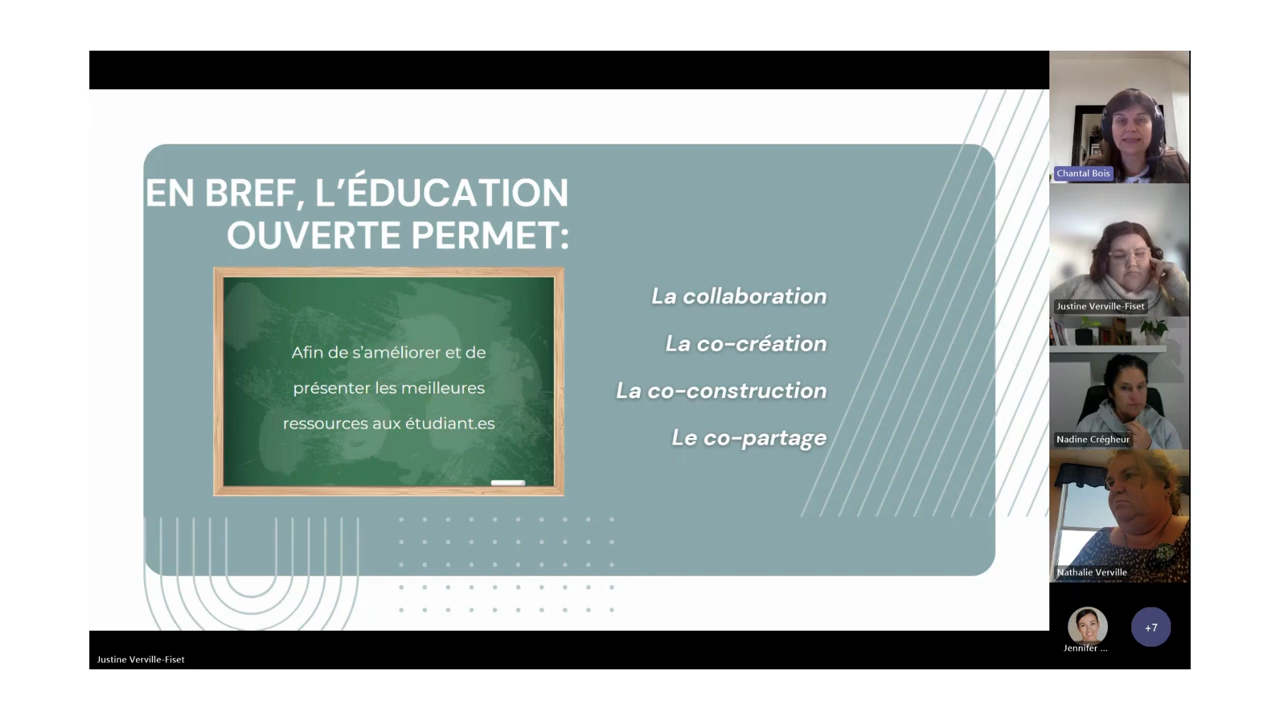 EN BREF, L'ÉDUCATION
OUVERTE PERMET:
Afin de s'améliorer et de
présenter les meilleures
ressources aux étudiant.es
La collaboration
La co-création
La co-construction
Le co-partage
Chantal Bois
Justine Verville-Fiset
Nadine Crégheur
Nathalie Verville
Jennifer ...
+7
Justine Verville-Fiset